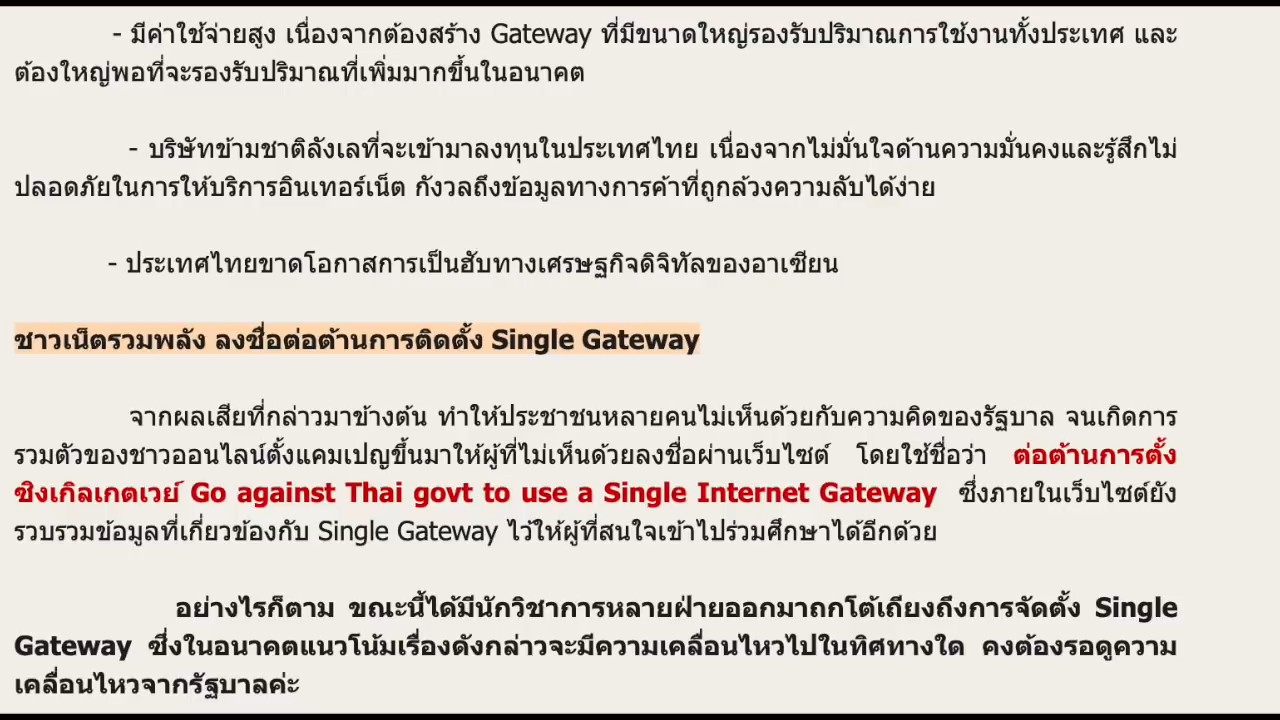 - มีค่าใช้จ่ายสูง เนื่องจากต้องสร้าง Gateway ที่มีขนาดใหญ่รองรับปริมาณการใช้งานทั้งประเทศ และ
ต้องใหญ่พอที่จะรองรับปริมาณที่เพิ่มมากขึ้นในอนาคต
- บริษัทข้ามชาติลังเลที่จะเข้ามาลงทุนในประเทศไทย เนื่องจากไม่มั่นใจด้านความมั่นคงและรู้สึกไม่
ปลอดภัยในการให้บริการอินเทอร์เน็ต กังวลถึงข้อมูลทางการค้าที่ถูกล้วงความลับได้ง่าย
- ประเทศไทยขาดโอกาสการเป็นฮับทางเศรษฐกิจดิจิทัลของอาเซียน
ชาวเน็ตรวมพลัง ลงชื่อต่อต้านการติดตั้ง Single Gateway
จากผลเสียที่กล่าวมาข้างต้น ทำให้ประชาชนหลายคนไม่เห็นด้วยกับความคิดของรัฐบาล จนเกิดการ
รวมตัวของชาวออนไลน์ตั้งแคมเปญขึ้นมาให้ผู้ที่ไม่เห็นด้วยลงชื่อผ่านเว็บไซต์ โดยใช้ชื่อว่า ต่อต้านการตั้ง
ซิงเกิลเกตเวย์ Go against Thai govt to use a Single Internet Gateway ซึ่งภายในเว็บไซต์ยัง
รวบรวมข้อมูลที่เกี่ยวข้องกับ Single Gateway ไว้ให้ผู้ที่สนใจเข้าไปร่วมศึกษาได้อีกด้วย
อย่างไรก็ตาม ขณะนี้ได้มีนักวิชาการหลายฝ่ายออกมาถกโต้เถียงถึงการจัดตั้ง Single
Gateway ซึ่งในอนาคตแนวโน้มเรื่องดังกล่าวจะมีความเคลื่อนไหวไปในทิศทางใด คงต้องรอดูความ
เคลื่อนไหวจากรัฐบาลค่ะ